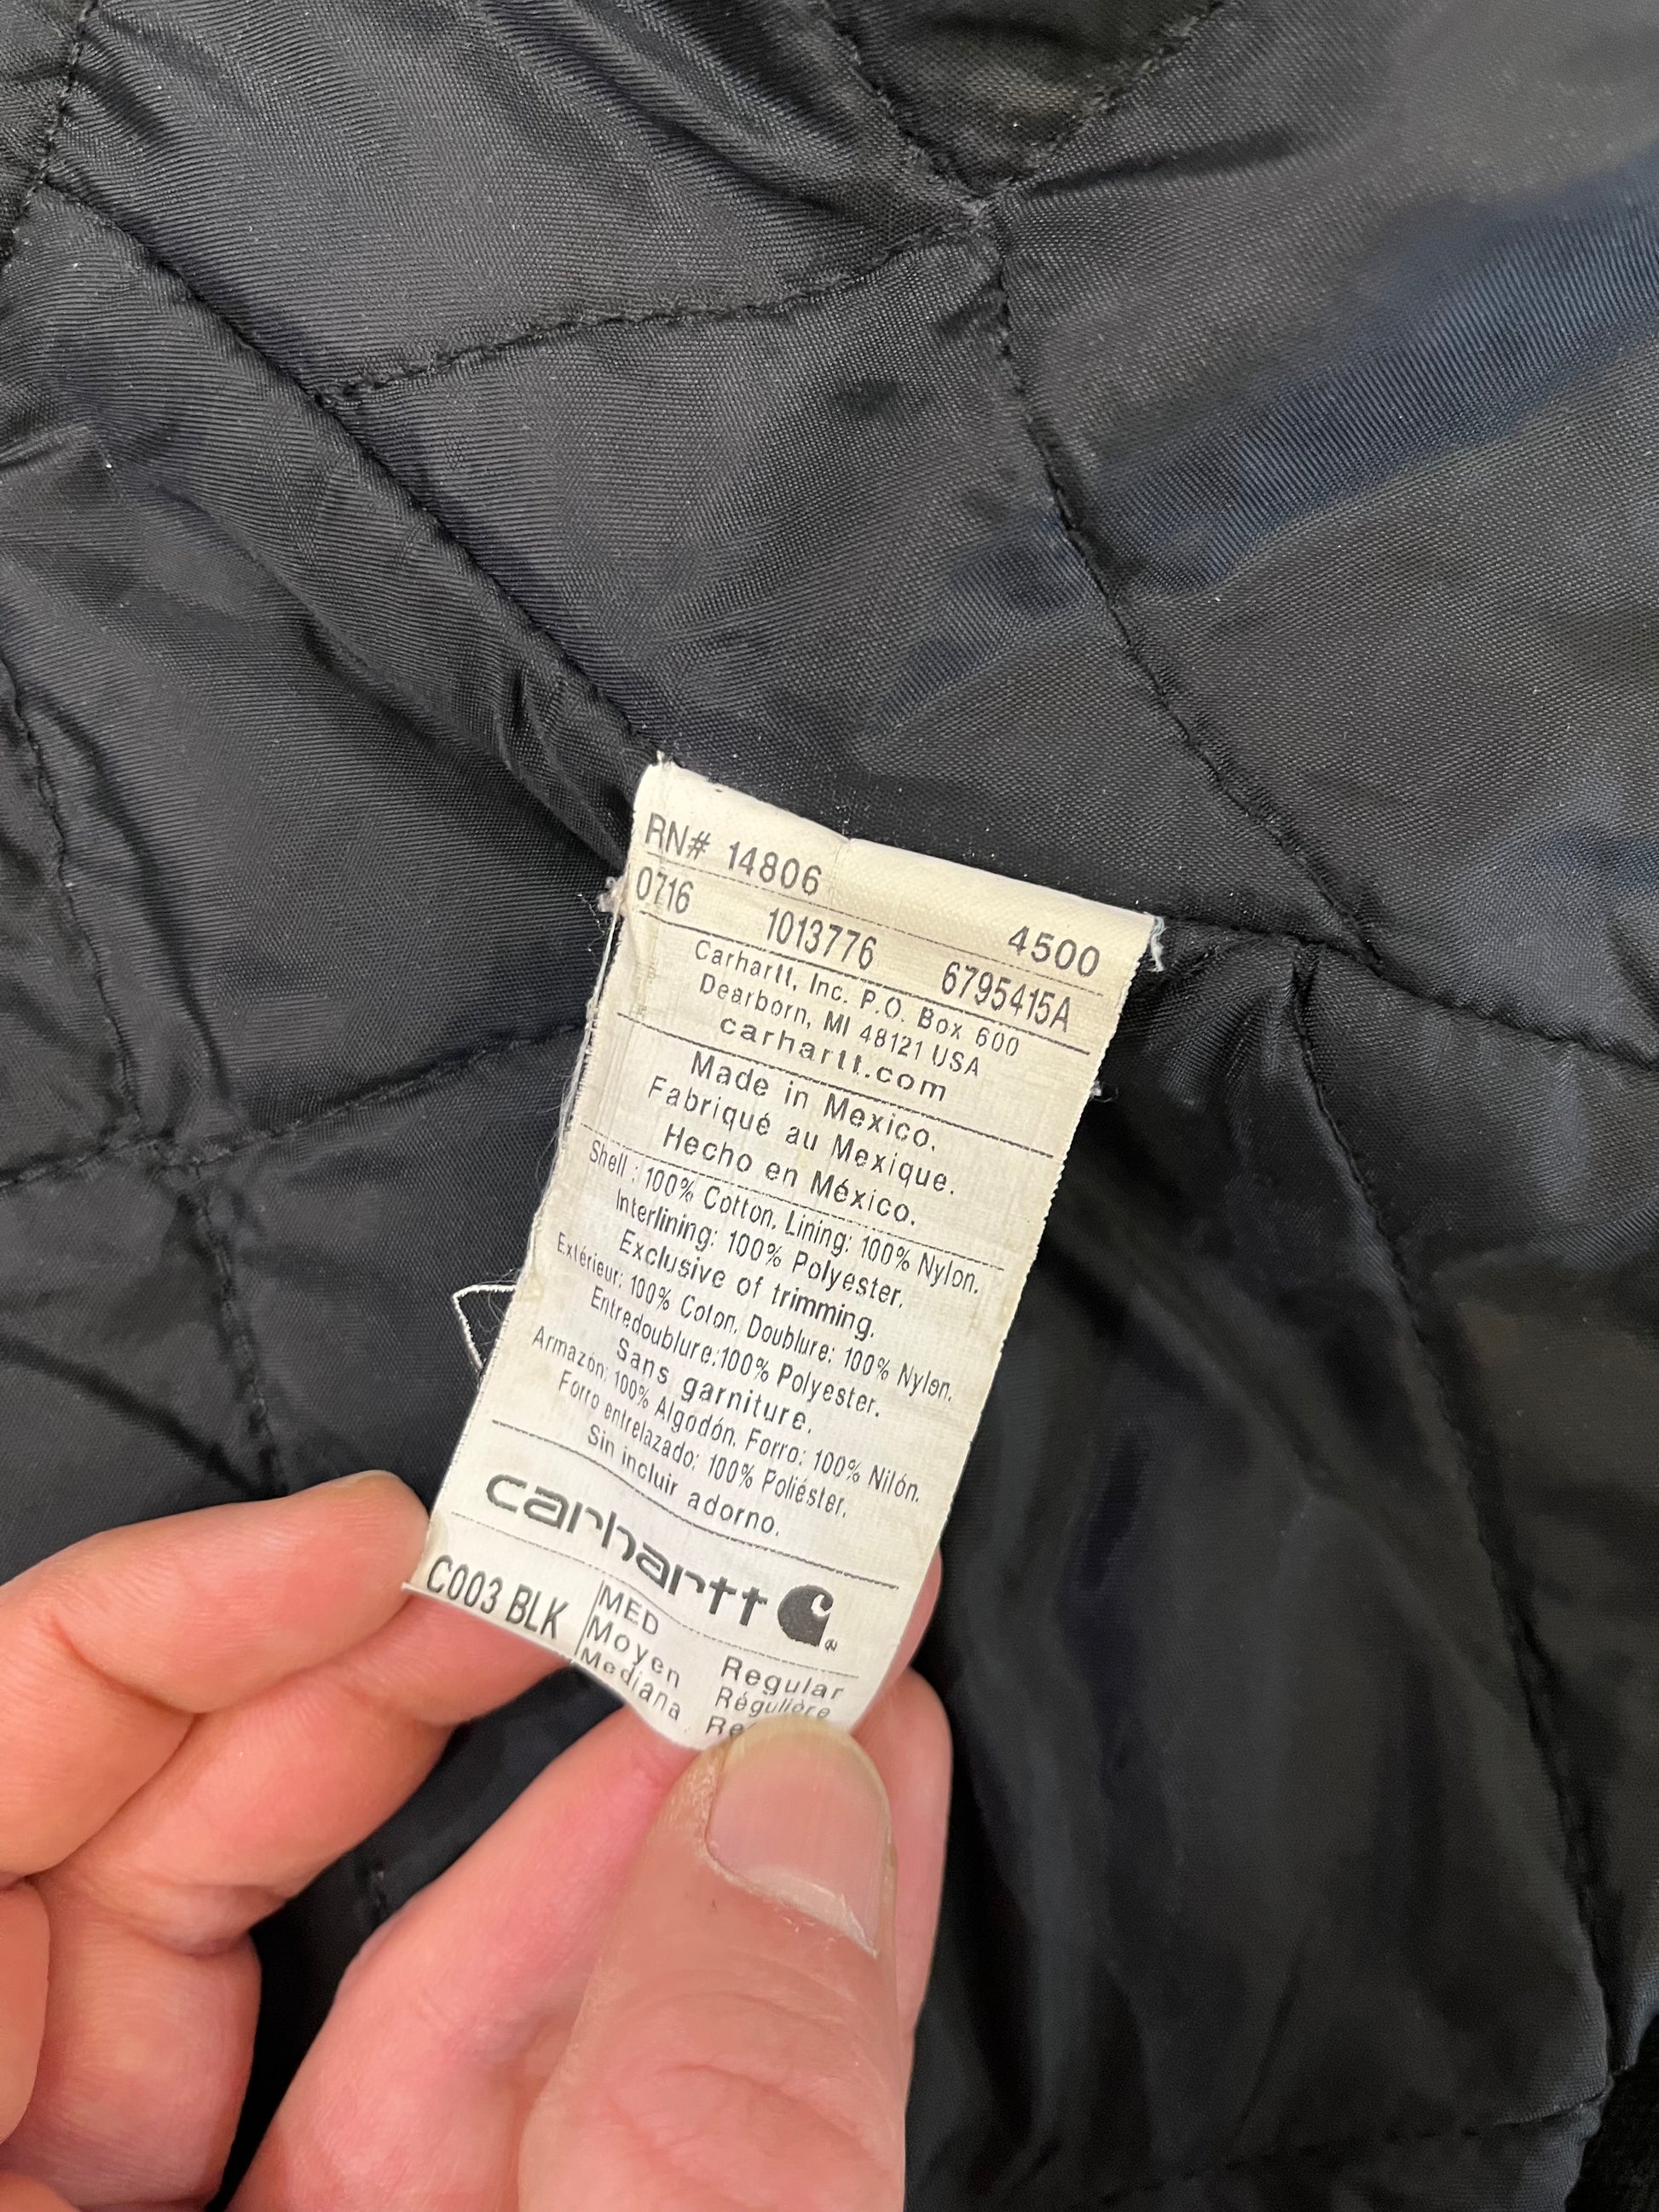 RN# 14806 4500
0716 1013776 6795415A
Carhartt, Inc. P.O. Box 600
Dearborn, MI 48121 USA
carhartt.com
Made in Mexico.
Fabriqué au Mexique.
Hecho en México.
Shell : 100% Cotton, Lining: 100% Nylon.
Interlining: 100% Polyester.
Exclusive of trimming.
Extérieur: 100% Coton, Doublure: 100% Nylon.
Entredoublure:100% Polyester.
Sans garniture.
Armazón: 100% Algodón. Forro: 100% Nilón.
Forro entrelazado: 100% Poliéster.
Sin incluir adorno.
carhartt ®
C003 BLK MED Regular
Moyen Régulière
Mediana